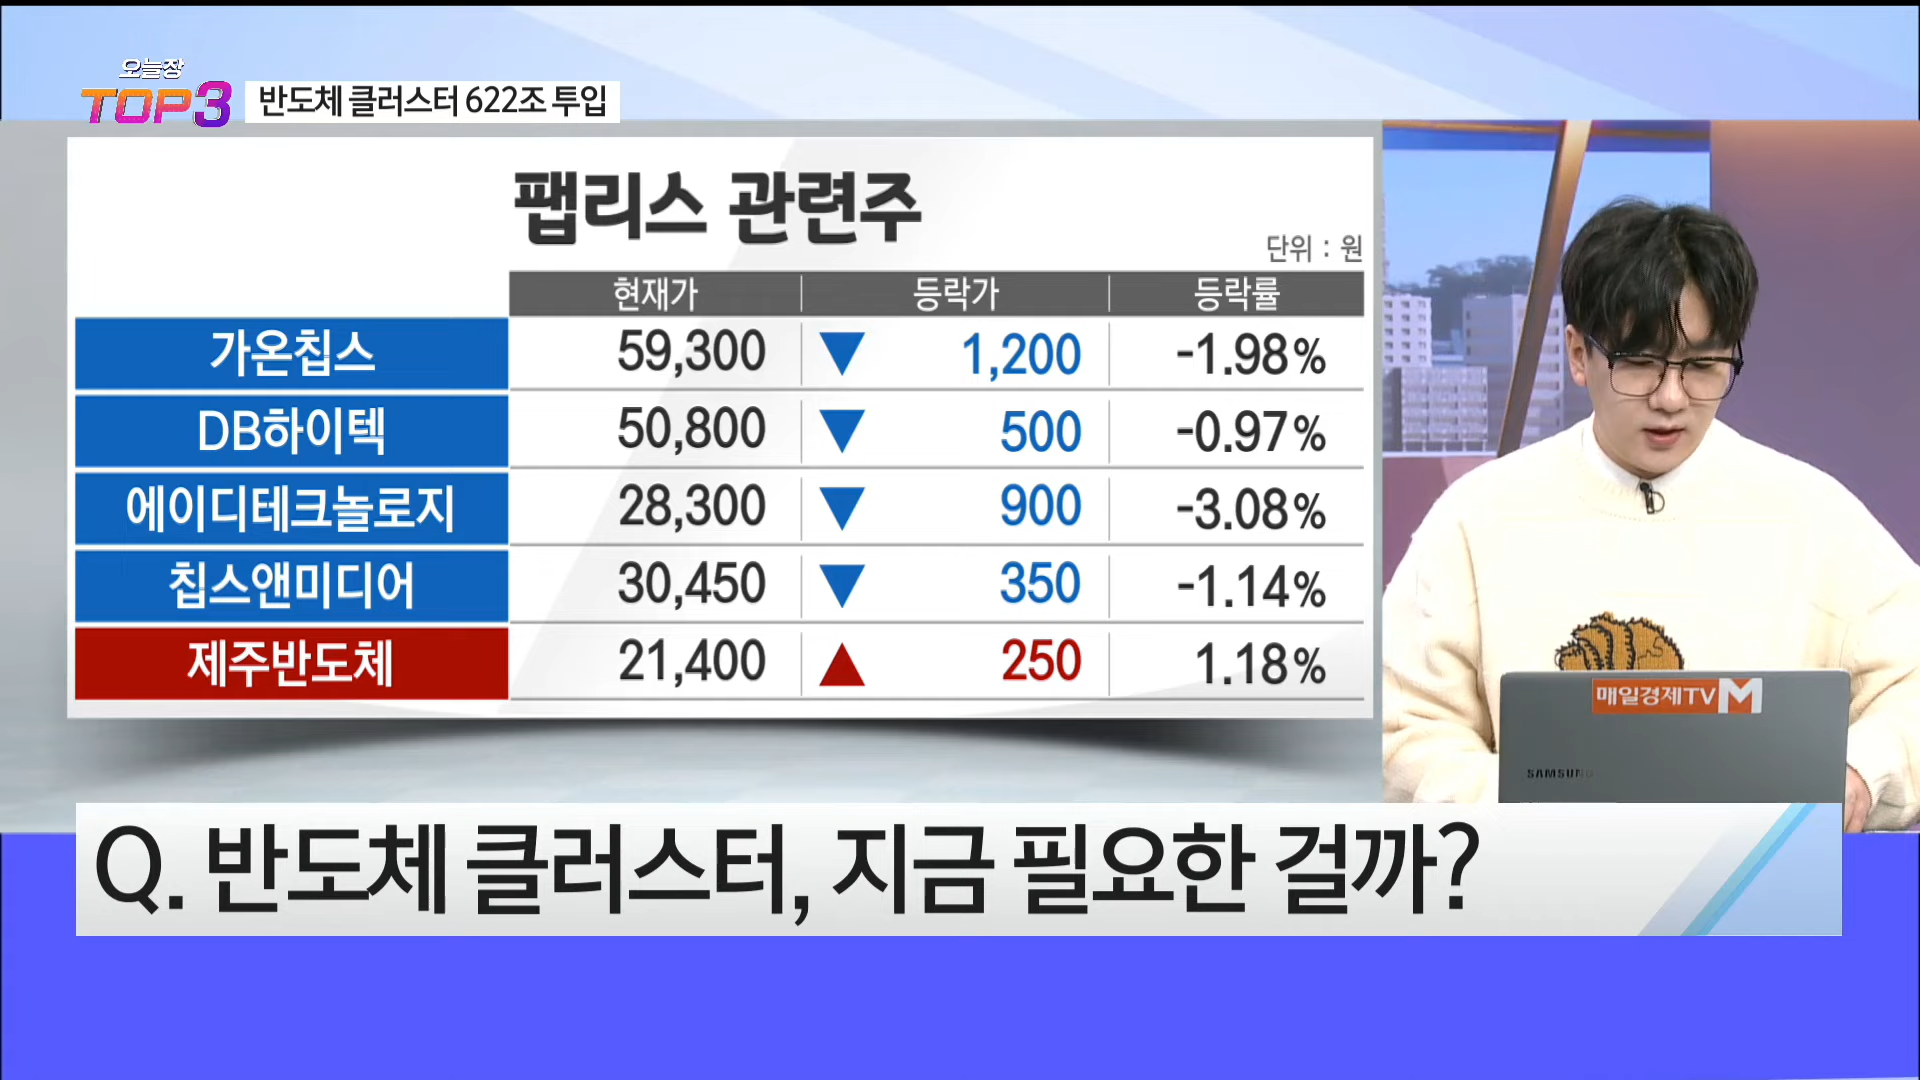 오늘장
TOP3
반도체 클러스터 622조 투입
팹리스 관련주
단위 : 원
현재가 등락가 등락률
가온칩스 59,300 ▼ 1,200 -1.98%
DB하이텍 50,800 ▼ 500 -0.97%
에이디테크놀로지 28,300 ▼ 900 -3.08%
칩스앤미디어 30,450 ▼ 350 -1.14%
제주반도체 21,400 ▲ 250 1.18%
매일경제TV M
SAMSUNG
Q. 반도체 클러스터, 지금 필요한 걸까?